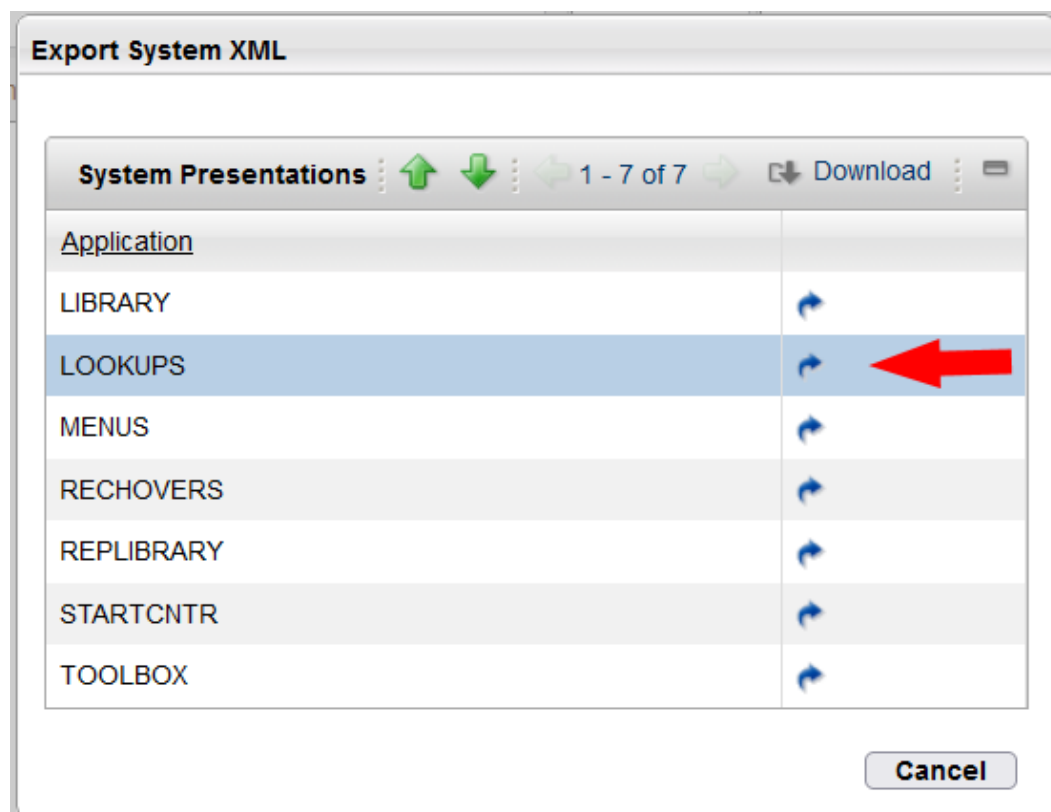 Export System XML
System Presentations 1 - 7 of 7 Download
Application
LIBRARY
LOOKUPS
MENUS
RECHOVERS
REPLIBRARY
STARTCNTR
TOOLBOX
Cancel